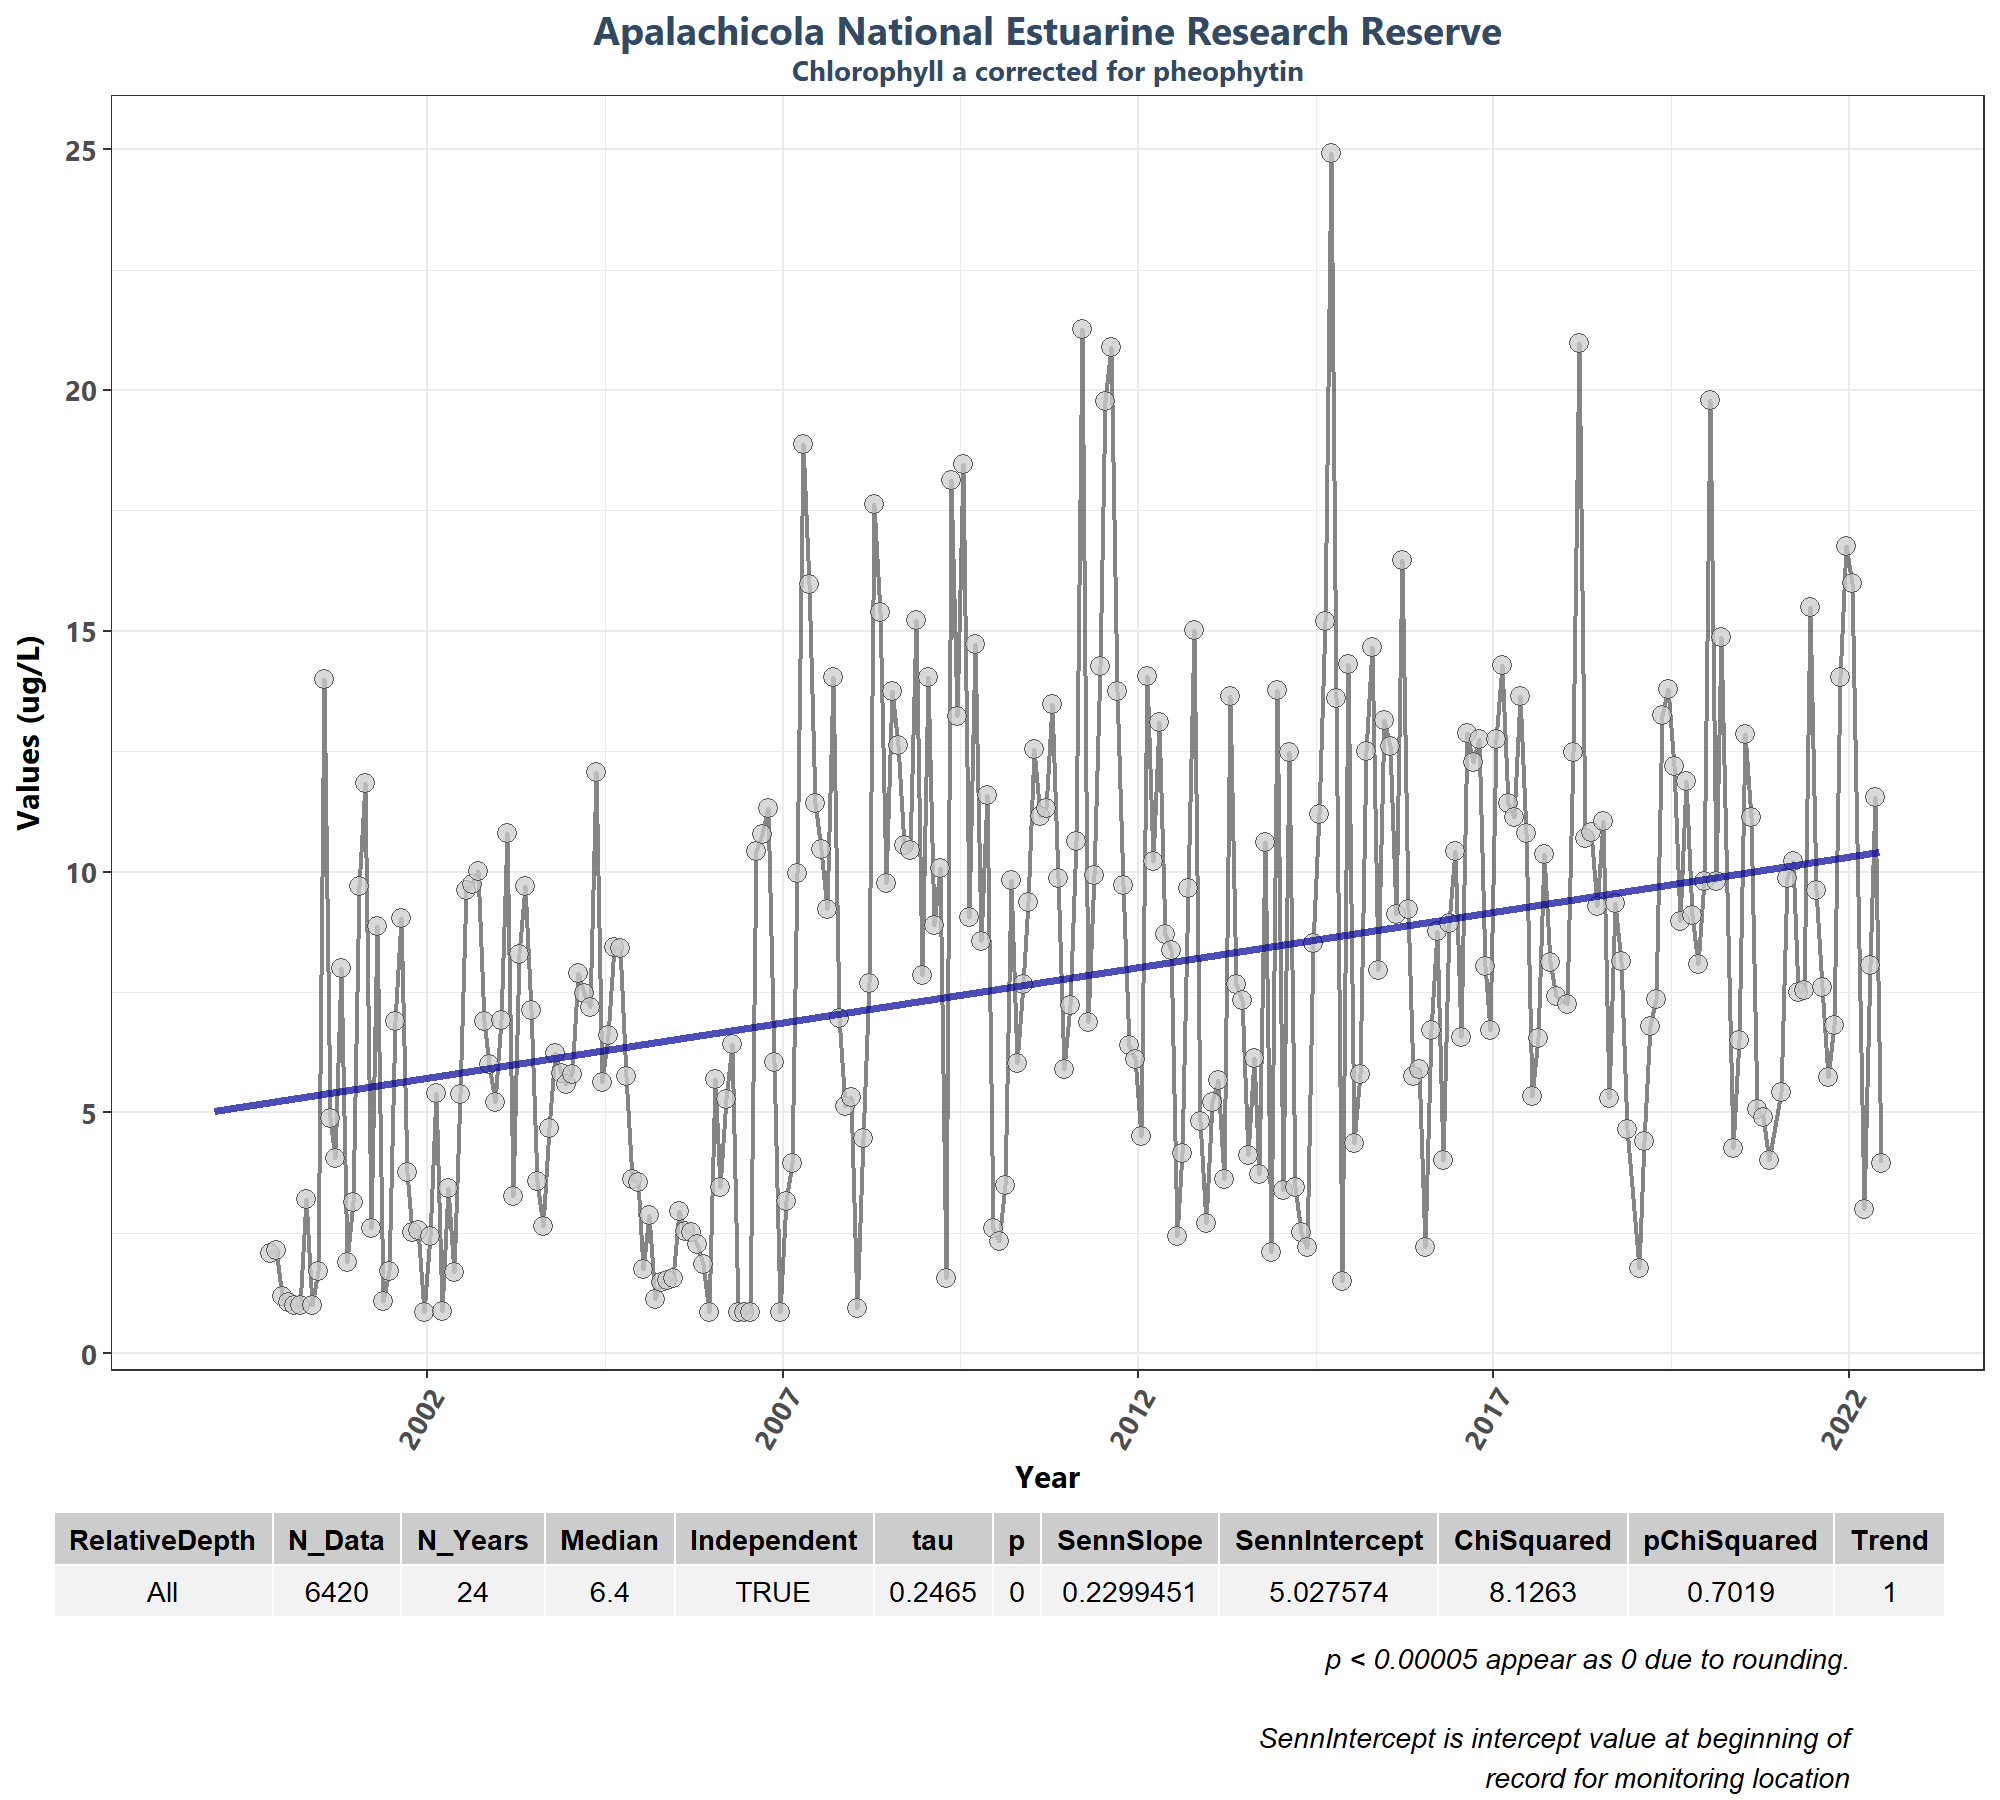 Apalachicola National Estuarine Research Reserve
Chlorophyll a corrected for pheophytin
Values (ug/L)
25
20
15
10
5
0
2002
2007
2012
2017
2022
Year
RelativeDepth N_Data N_Years Median Independent tau p SennSlope SennIntercept ChiSquared pChiSquared Trend
All 6420 24 6.4 TRUE 0.2465 0 0.2299451 5.027574 8.1263 0.7019 1
p < 0.00005 appear as 0 due to rounding.
SennIntercept is intercept value at beginning of
record for monitoring location